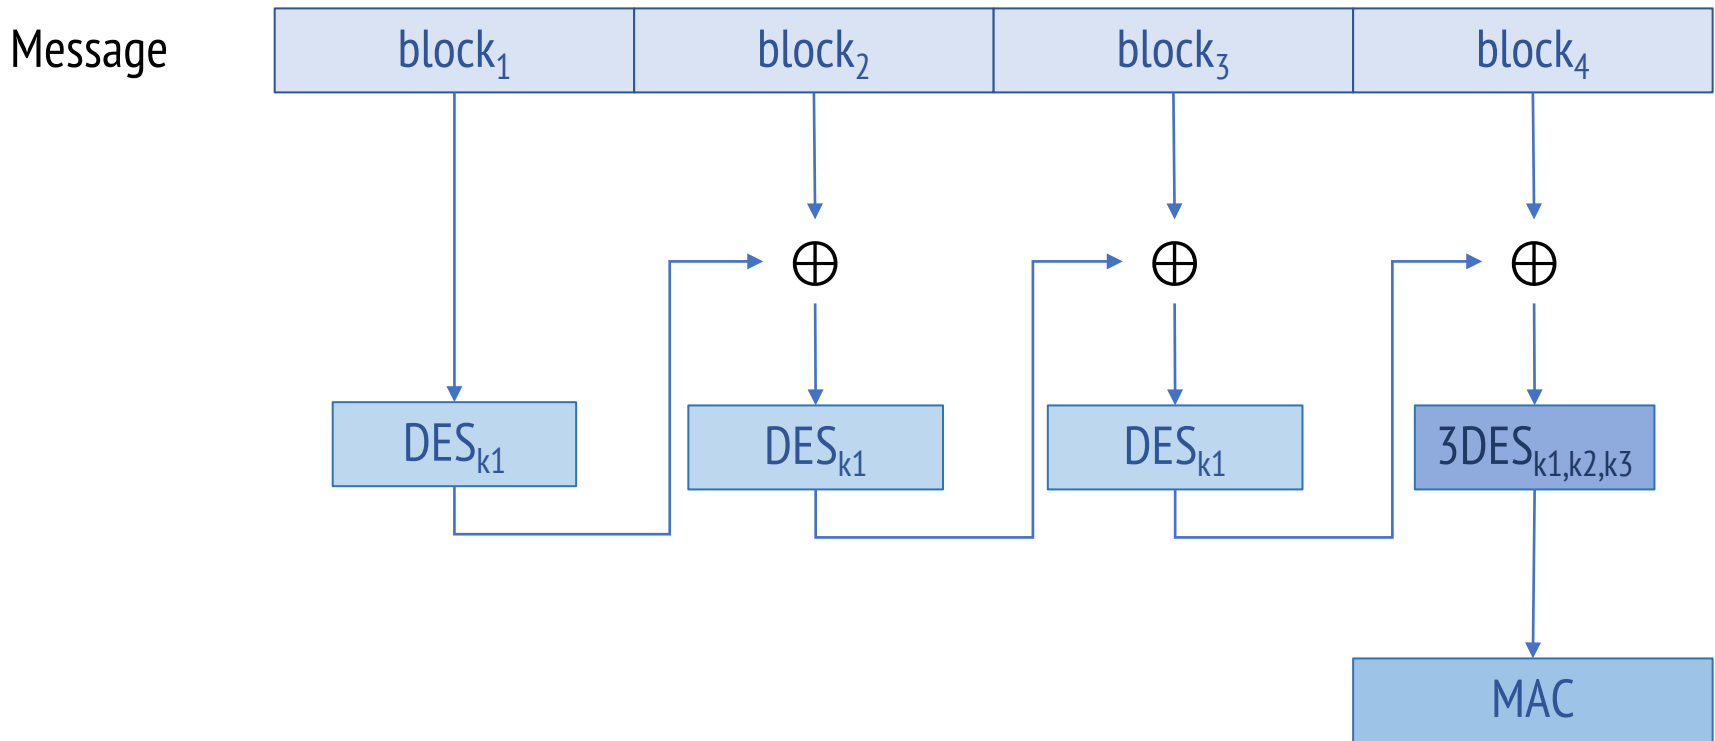 Message block₁ block₂ block₃ block₄
DESₖ₁ DESₖ₁ DESₖ₁ 3DESₖ₁,ₖ₂,ₖ₃
MAC